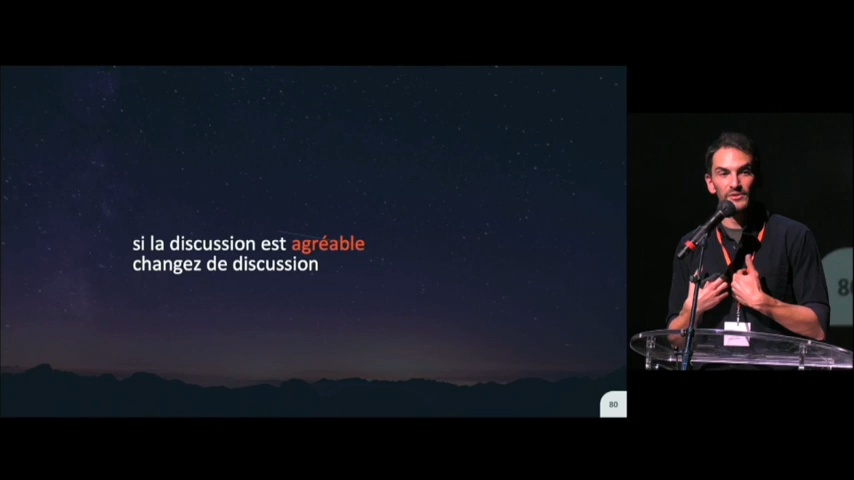 si la discussion est agréable
changez de discussion
80